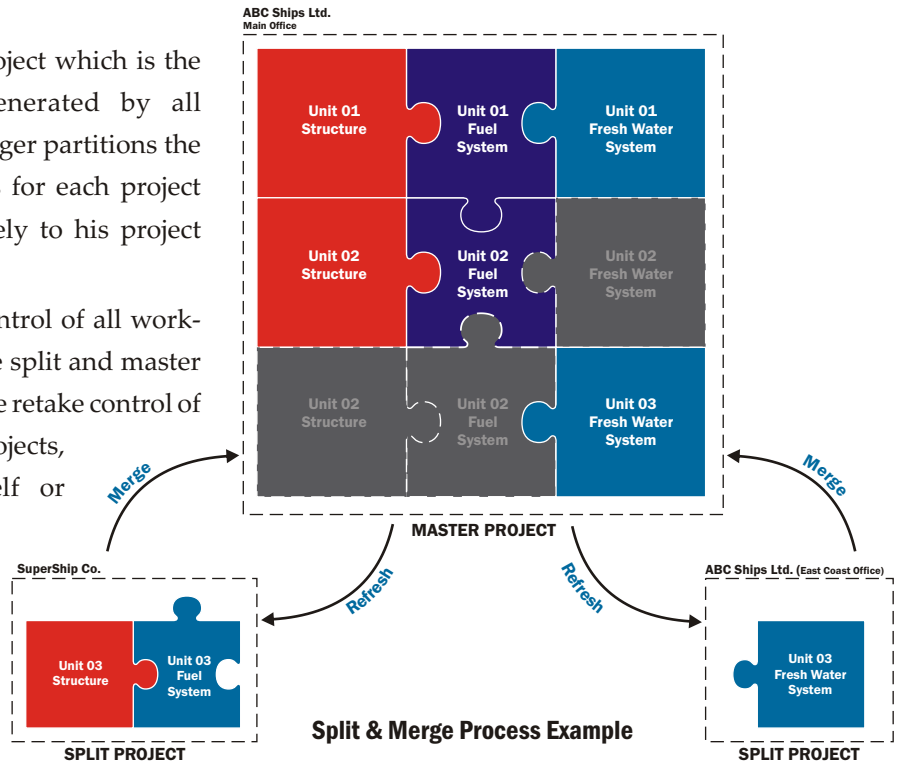 ABC Ships Ltd.
Main Office
oject which is the
enerated by all
ger partitions the
for each project
ely to his project
ntrol of all work-
e split and master
e retake control of
ojects,
elf or
Unit 01
Structure
Unit 01
Fuel
System
Unit 01
Fresh Water
System
Unit 02
Structure
Unit 02
Fuel
System
Unit 02
Fresh Water
System
Unit 02
Structure
Unit 02
Fuel
System
Unit 03
Fresh Water
System
MASTER PROJECT
Merge
Merge
Refresh
Refresh
SuperShip Co.
Unit 03
Structure
Unit 03
Fuel
System
SPLIT PROJECT
ABC Ships Ltd. (East Coast Office)
Unit 03
Fresh Water
System
SPLIT PROJECT
Split & Merge Process Example